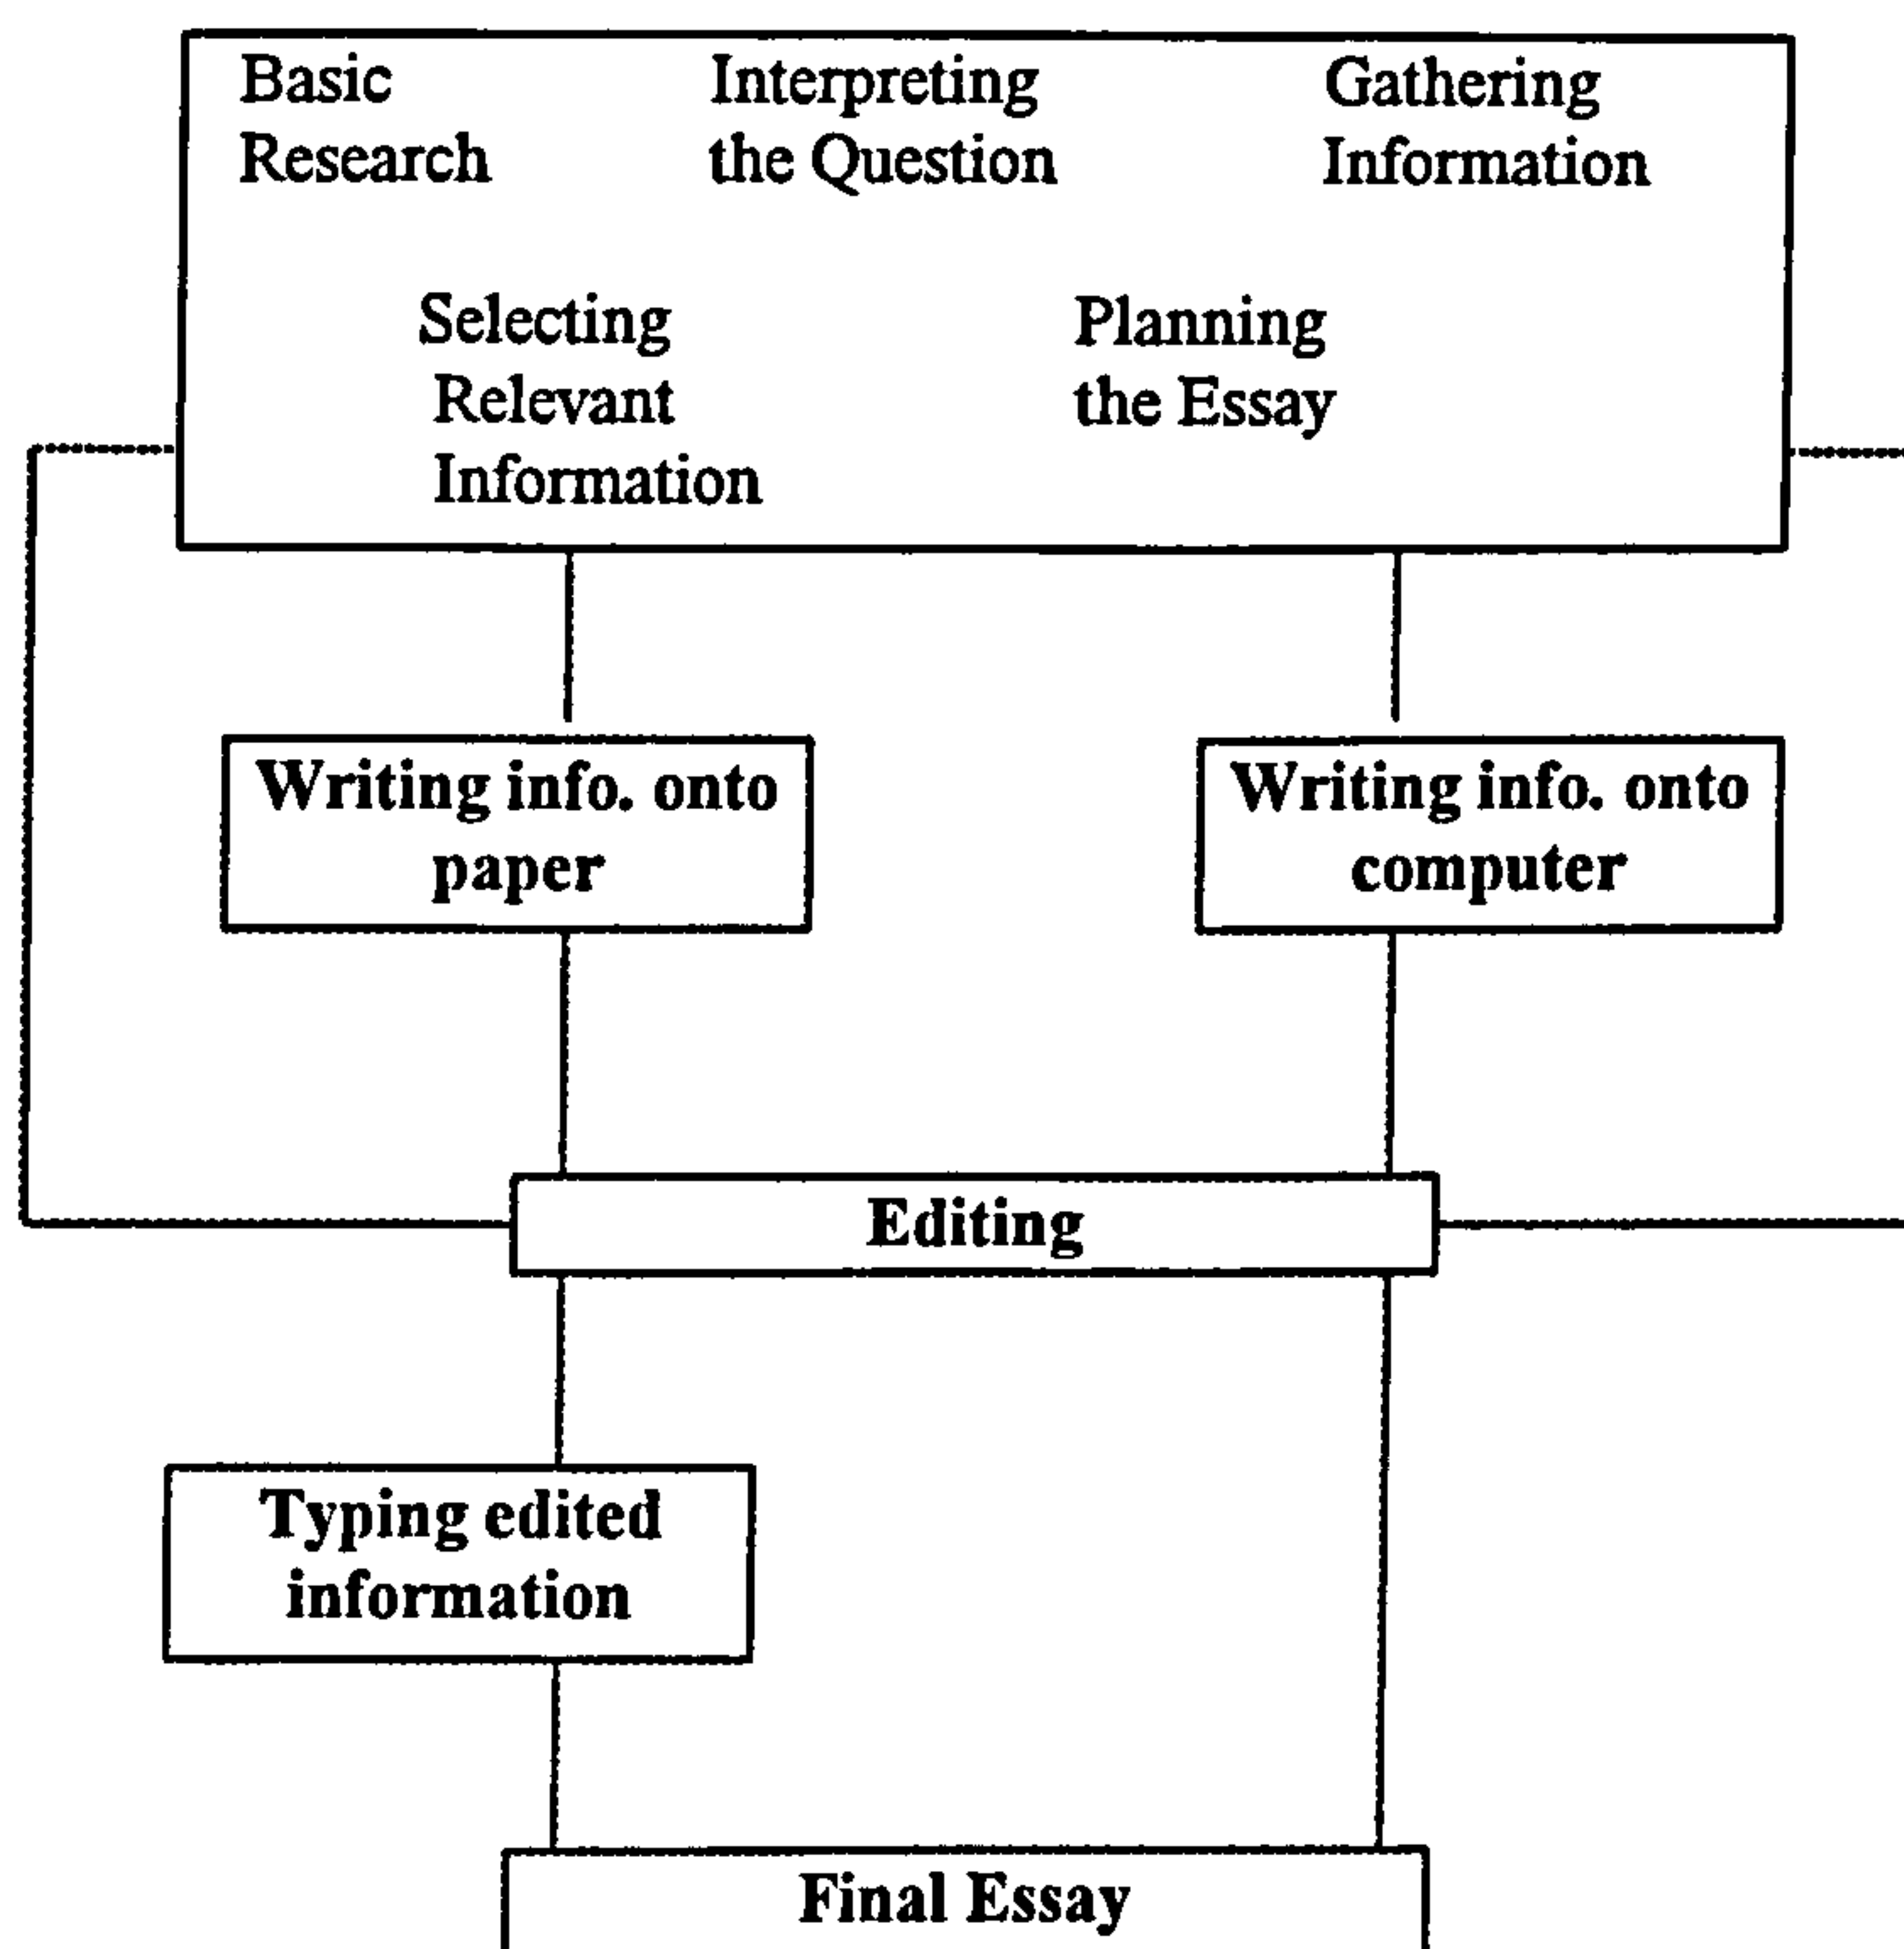 Basic
Research
Interpreting
the Question
Gathering
Information
Selecting
Relevant
Information
Planning
the Essay
Writing info. onto
paper
Writing info. onto
computer
Editing
Typing edited
information
Final Essay